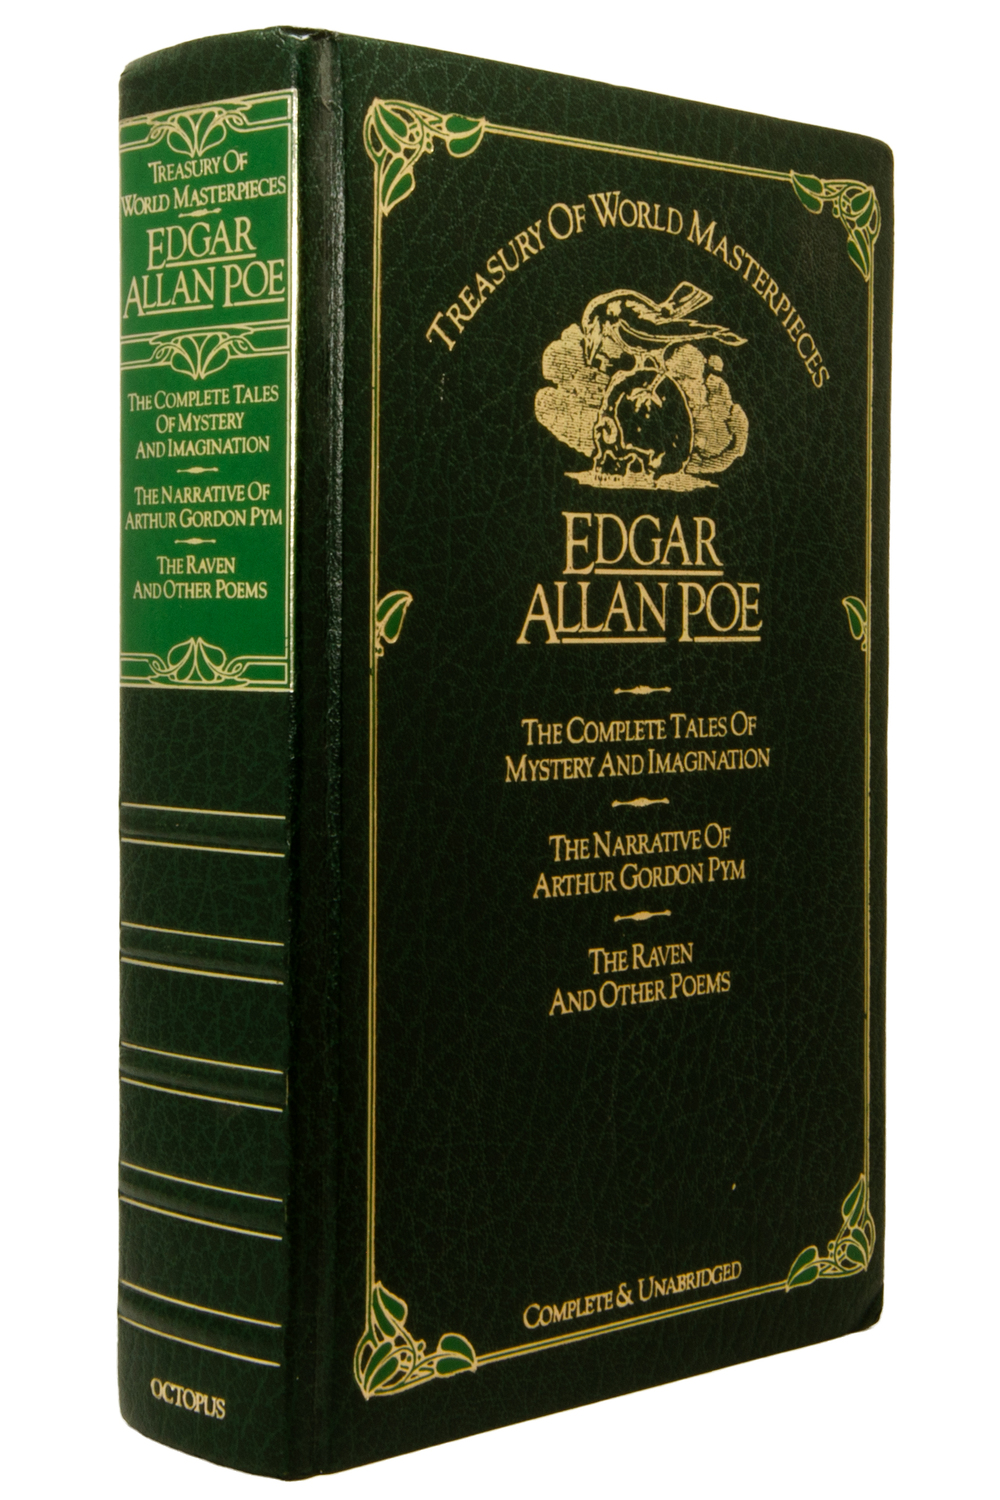 Treasury Of
World Masterpieces
EDGAR
ALLAN POE
The Complete Tales
Of Mystery
And Imagination
The Narrative Of
Arthur Gordon Pym
The Raven
And Other Poems
OCTOPUS
Treasury Of World Masterpieces
EDGAR
ALLAN POE
The Complete Tales Of
Mystery And Imagination
The Narrative Of
Arthur Gordon Pym
The Raven
And Other Poems
Complete & Unabridged